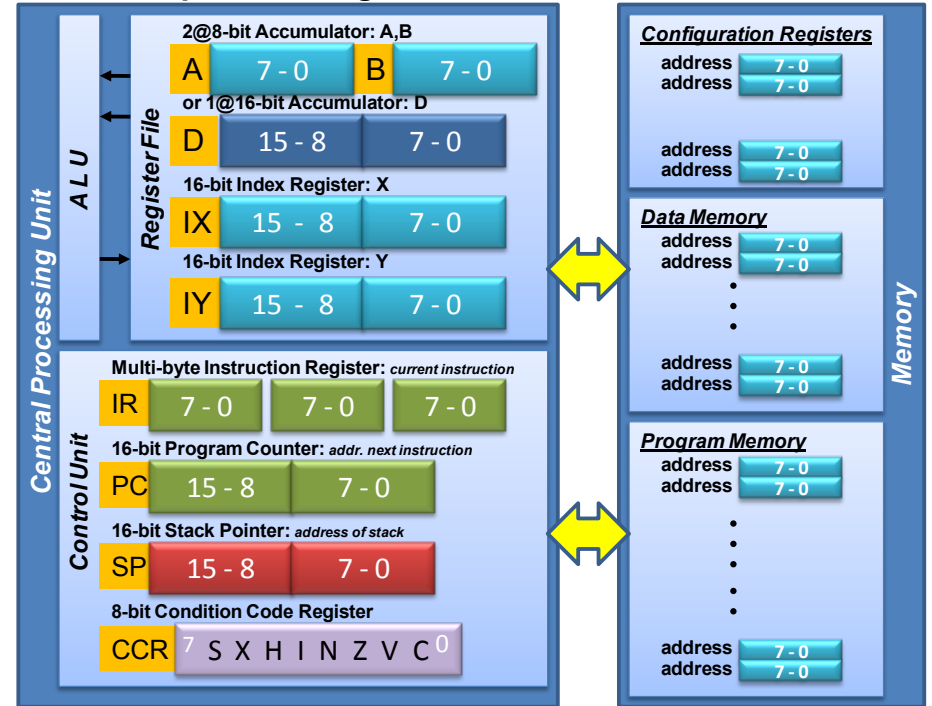 2@8-bit Accumulator: A,B
A 7 - 0 B 7 - 0
or 1@16-bit Accumulator: D
D 15 - 8 7 - 0
16-bit Index Register: X
IX 15 - 8 7 - 0
16-bit Index Register: Y
IY 15 - 8 7 - 0
Register File
ALU
Central Processing Unit
Multi-byte Instruction Register: current instruction
IR 7 - 0 7 - 0 7 - 0
16-bit Program Counter: addr. next instruction
PC 15 - 8 7 - 0
16-bit Stack Pointer: address of stack
SP 15 - 8 7 - 0
8-bit Condition Code Register
CCR 7 S X H I N Z V C 0
Control Unit
Configuration Registers
address 7 - 0
address 7 - 0
address 7 - 0
address 7 - 0
Data Memory
address 7 - 0
address 7 - 0
address 7 - 0
address 7 - 0
Program Memory
address 7 - 0
address 7 - 0
address 7 - 0
address 7 - 0
Memory